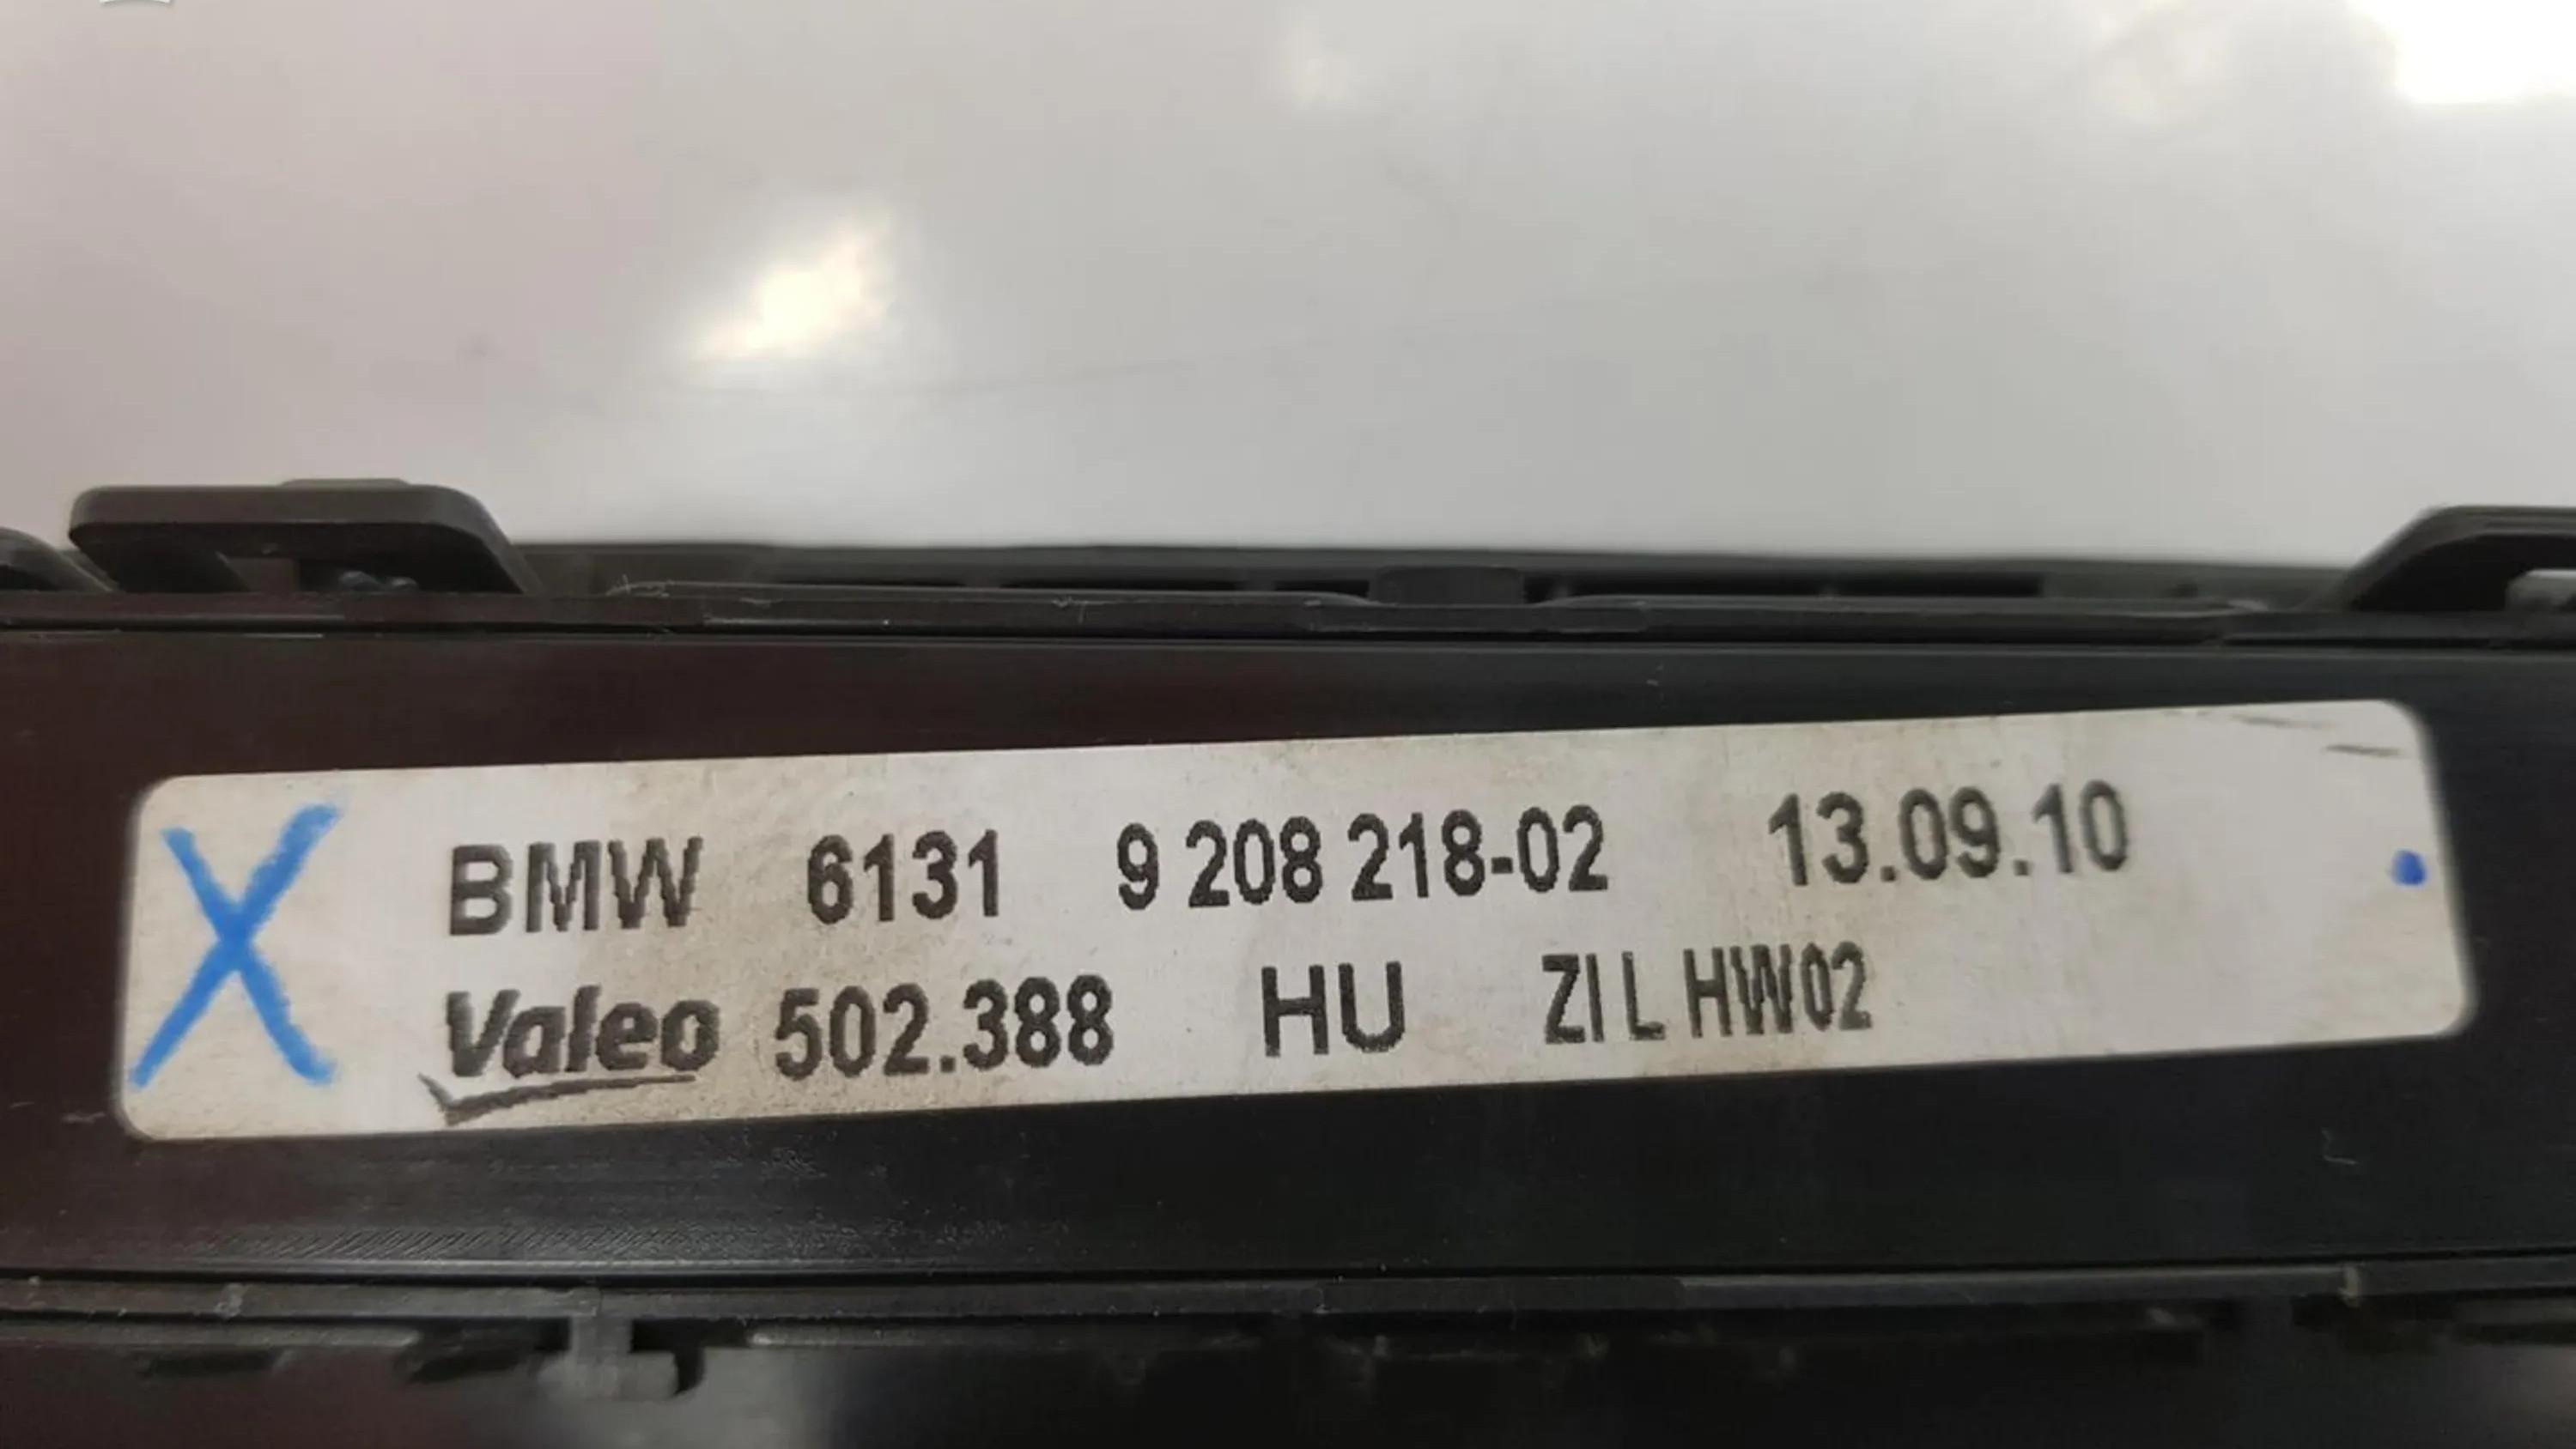 X BMW 6131 9 208 218-02 13.09.10
Valeo 502.388 HU ZI L HW02